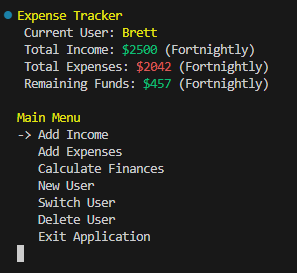 Expense Tracker
Current User: Brett
Total Income: $2500 (Fortnightly)
Total Expenses: $2042 (Fortnightly)
Remaining Funds: $457 (Fortnightly)
Main Menu
-> Add Income
Add Expenses
Calculate Finances
New User
Switch User
Delete User
Exit Application